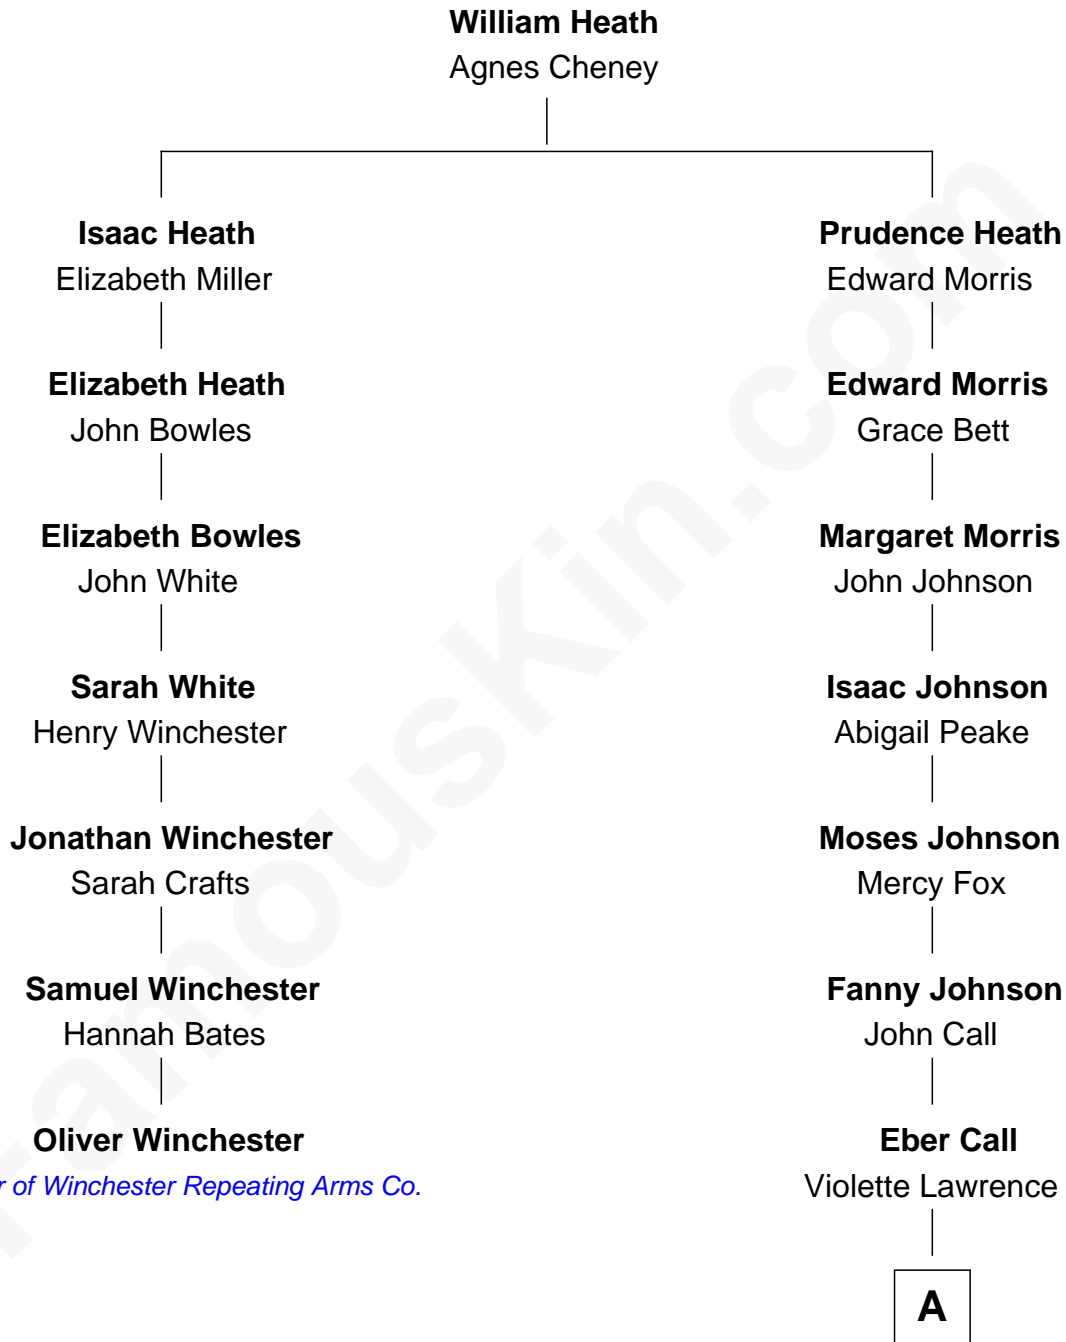 William Heath
Agnes Cheney
Isaac Heath
Elizabeth Miller
Prudence Heath
Edward Morris
Elizabeth Heath
John Bowles
Edward Morris
Grace Bett
Elizabeth Bowles
John White
Margaret Morris
John Johnson
Sarah White
Henry Winchester
Isaac Johnson
Abigail Peake
Jonathan Winchester
Sarah Crafts
Moses Johnson
Mercy Fox
Samuel Winchester
Hannah Bates
Fanny Johnson
John Call
Oliver Winchester
r of Winchester Repeating Arms Co.
Eber Call
Violette Lawrence
A
FamousKin.com